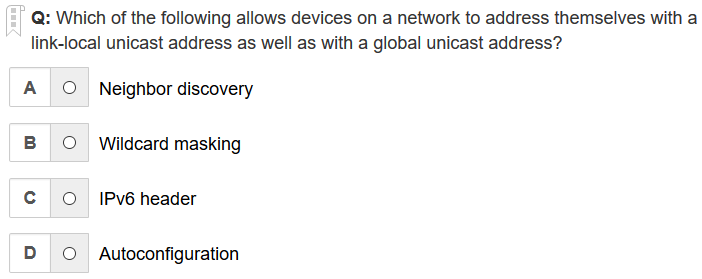 Q: Which of the following allows devices on a network to address themselves with a
link-local unicast address as well as with a global unicast address?
A Neighbor discovery
B Wildcard masking
C IPv6 header
D Autoconfiguration